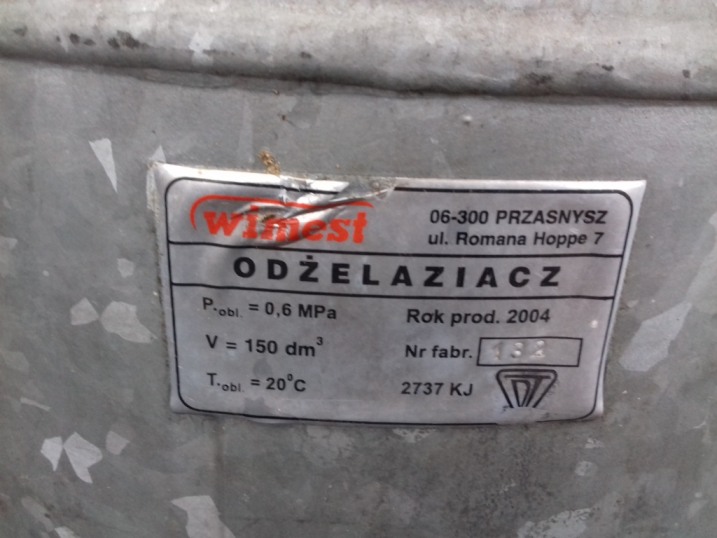 wimest
06-300 PRZASNYSZ
ul. Romana Hoppe 7
ODŻELAZIACZ
P.obl. = 0,6 MPa
Rok prod. 2004
V = 150 dm³
Nr fabr. 132
T.obl. = 20°C
2737 KJ